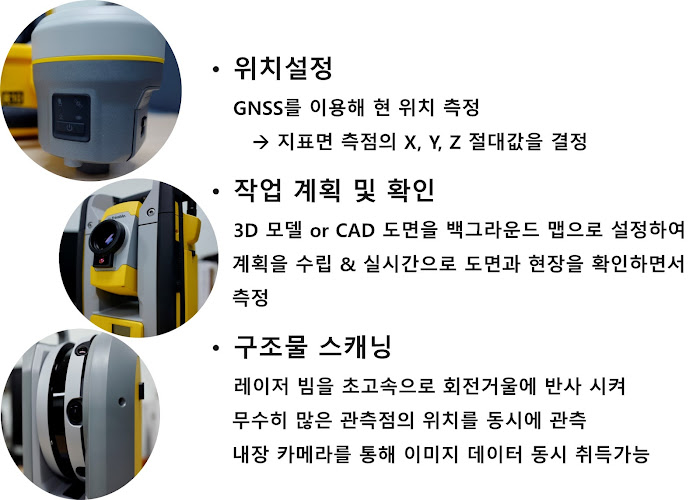 • 위치설정
GNSS를 이용해 현 위치 측정
→ 지표면 측점의 X, Y, Z 절대값을 결정
• 작업 계획 및 확인
3D 모델 or CAD 도면을 백그라운드 맵으로 설정하여
계획을 수립 & 실시간으로 도면과 현장을 확인하면서
측정
• 구조물 스캐닝
레이저 빔을 초고속으로 회전거울에 반사 시켜
무수히 많은 관측점의 위치를 동시에 관측
내장 카메라를 통해 이미지 데이터 동시 취득가능